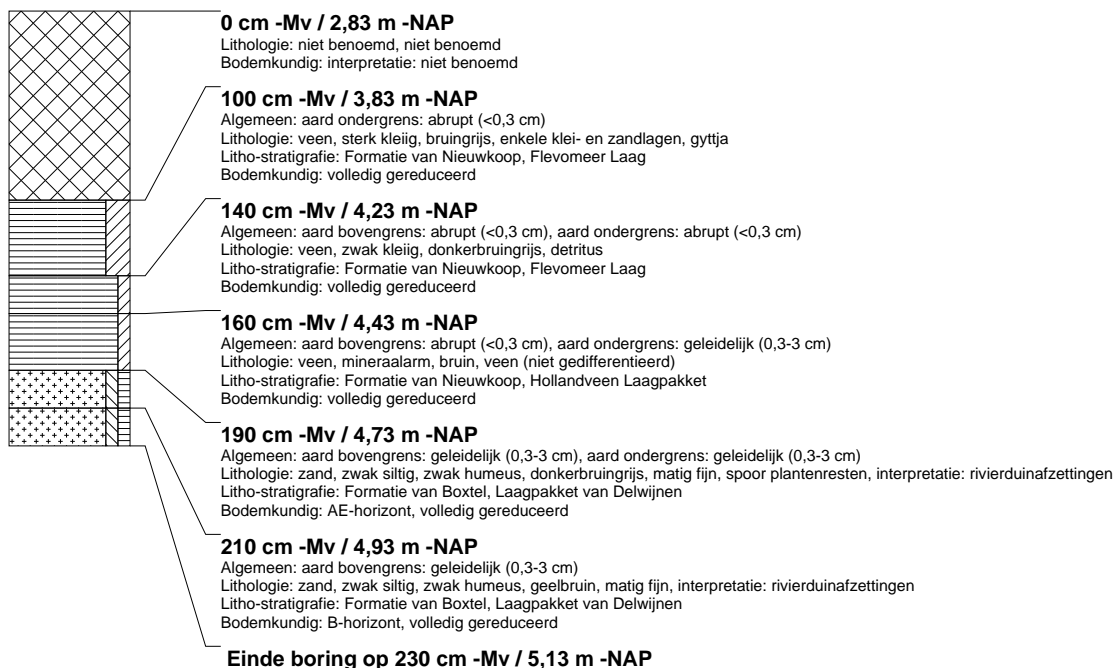 0 cm -Mv / 2,83 m -NAP
Lithologie: niet benoemd, niet benoemd
Bodemkundig: interpretatie: niet benoemd
100 cm -Mv / 3,83 m -NAP
Algemeen: aard ondergrens: abrupt (<0,3 cm)
Lithologie: veen, sterk kleiig, bruingrijs, enkele klei- en zandlagen, gyttja
Litho-stratigrafie: Formatie van Nieuwkoop, Flevomeer Laag
Bodemkundig: volledig gereduceerd
140 cm -Mv / 4,23 m -NAP
Algemeen: aard bovengrens: abrupt (<0,3 cm), aard ondergrens: abrupt (<0,3 cm)
Lithologie: veen, zwak kleiig, donkerbruingrijs, detritus
Litho-stratigrafie: Formatie van Nieuwkoop, Flevomeer Laag
Bodemkundig: volledig gereduceerd
160 cm -Mv / 4,43 m -NAP
Algemeen: aard bovengrens: abrupt (<0,3 cm), aard ondergrens: geleidelijk (0,3-3 cm)
Lithologie: veen, mineraalarm, bruin, veen (niet gedifferentieerd)
Litho-stratigrafie: Formatie van Nieuwkoop, Hollandveen Laagpakket
Bodemkundig: volledig gereduceerd
190 cm -Mv / 4,73 m -NAP
Algemeen: aard bovengrens: geleidelijk (0,3-3 cm), aard ondergrens: geleidelijk (0,3-3 cm)
Lithologie: zand, zwak siltig, zwak humeus, donkerbruingrijs, matig fijn, spoor plantenresten, interpretatie: rivierduinafzettingen
Litho-stratigrafie: Formatie van Boxtel, Laagpakket van Delwijnen
Bodemkundig: AE-horizont, volledig gereduceerd
210 cm -Mv / 4,93 m -NAP
Algemeen: aard bovengrens: geleidelijk (0,3-3 cm)
Lithologie: zand, zwak siltig, zwak humeus, geelbruin, matig fijn, interpretatie: rivierduinafzettingen
Litho-stratigrafie: Formatie van Boxtel, Laagpakket van Delwijnen
Bodemkundig: B-horizont, volledig gereduceerd
Einde boring op 230 cm -Mv / 5,13 m -NAP